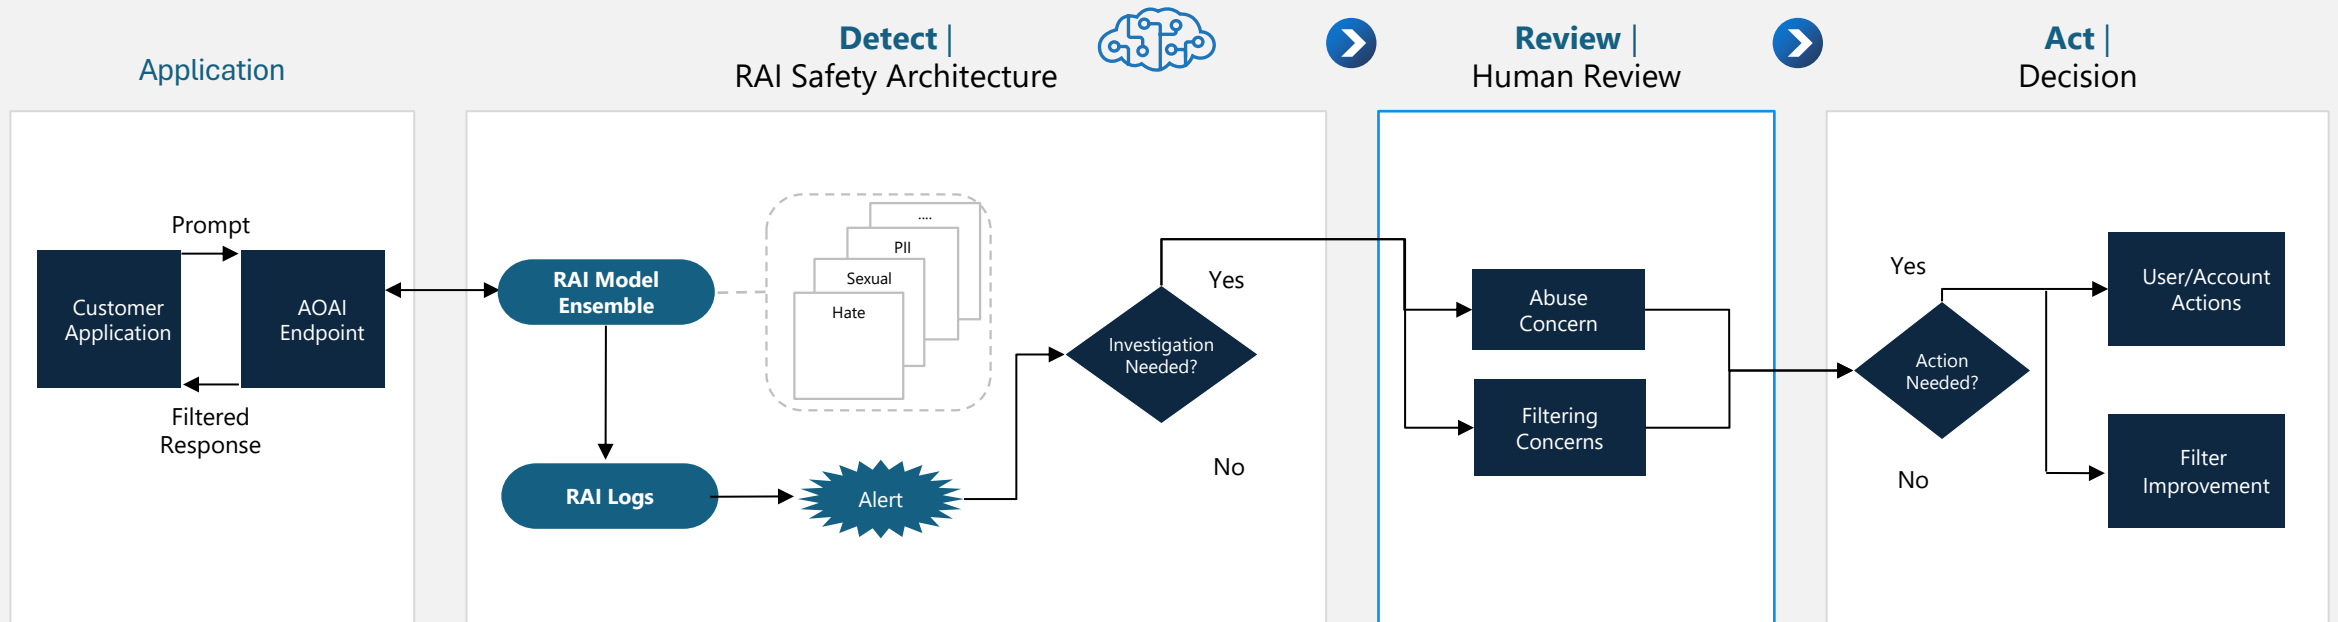 Application
Detect |
RAI Safety Architecture
Review |
Human Review
Act |
Decision
Prompt
Customer
Application
AOAI
Endpoint
Filtered
Response
RAI Model
Ensemble
....
PII
Sexual
Hate
RAI Logs
Alert
Investigation
Needed?
Yes
No
Abuse
Concern
Filtering
Concerns
Yes
Action
Needed?
No
User/Account
Actions
Filter
Improvement